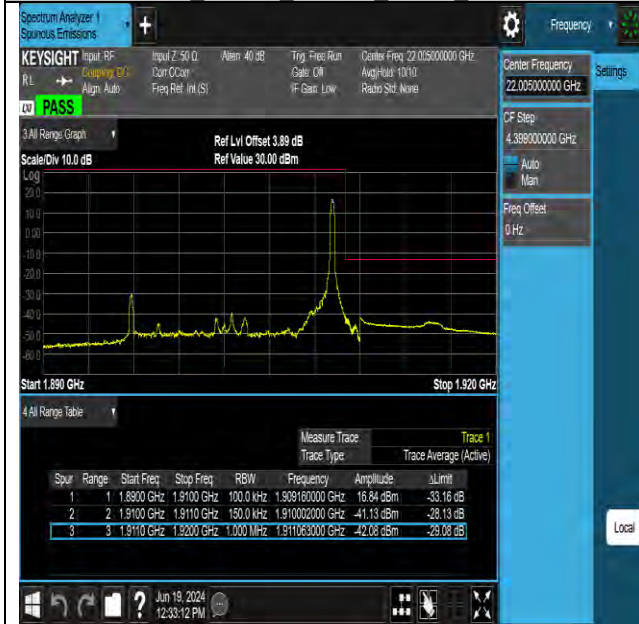 Spectrum Analyzer 1
Spurious Emissions
Frequency
KEYSIGHT Input: RF
Coupling: DC
Align: Auto
Input Z: 50 Ω
Corr CCorr
Freq Ref: Int (S)
Atten: 40 dB
Trig: Free Run
Gate: Off
IF Gain: Low
Center Freq: 22.005000000 GHz
Avg|Hold: 10/10
Radio Std: None
RL
PASS
Center Frequency
22.005000000 GHz
Settings
CF Step
4.399000000 GHz
Auto
Man
Freq Offset
0 Hz
3 All Range Graph
Scale/Div 10.0 dB
Ref Lvl Offset 3.89 dB
Ref Value 30.00 dBm
Log
20.0
10.0
0.00
-10.0
-20.0
-30.0
-40.0
-50.0
-60.0
Start 1.890 GHz
Stop 1.920 GHz
4 All Range Table
Measure Trace Trace 1
Trace Type Trace Average (Active)
Spur Range Start Freq Stop Freq RBW Frequency Amplitude ΔLimit
1 1 1.8900 GHz 1.9100 GHz 100.0 kHz 1.909160000 GHz 16.84 dBm -33.16 dB
2 2 1.9100 GHz 1.9110 GHz 150.0 kHz 1.910002000 GHz -41.13 dBm -28.13 dB
3 3 1.9110 GHz 1.9200 GHz 1.000 MHz 1.911063000 GHz -42.08 dBm -29.08 dB
Local
?
Jun 19, 2024
12:33:12 PM